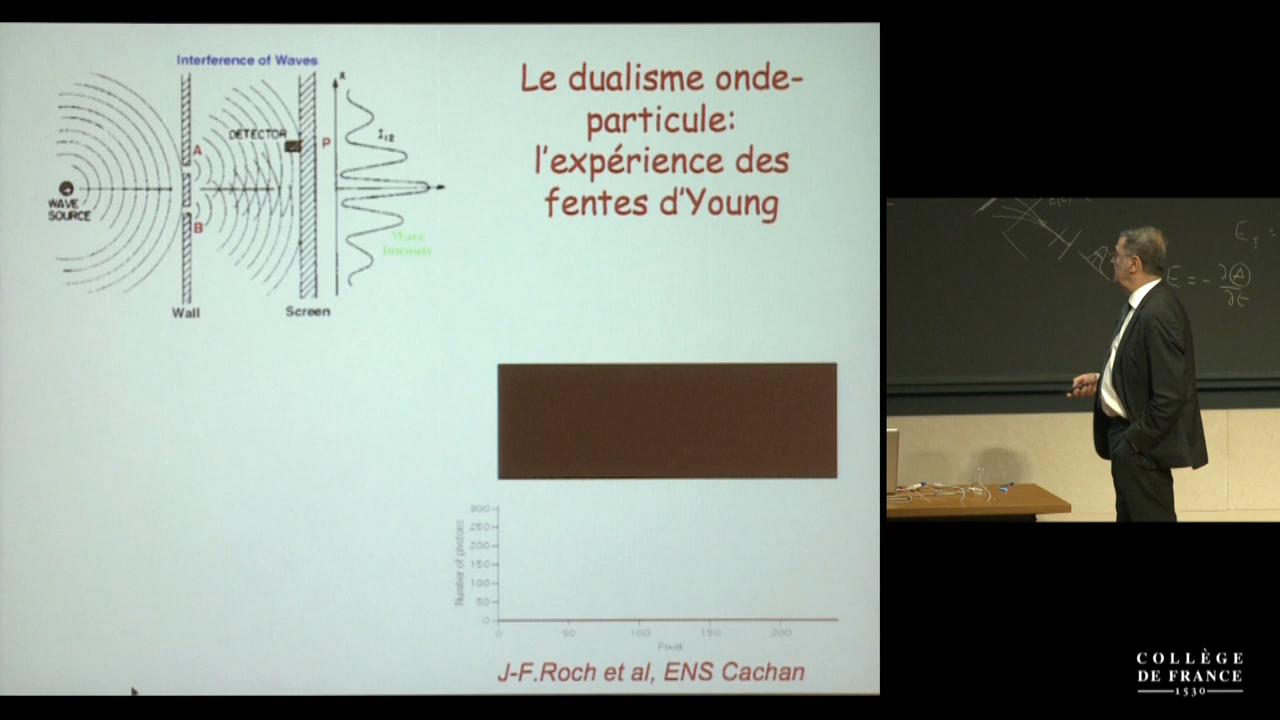 Interference of Waves
Le dualisme onde-
particule:
l'expérience des
fentes d'Young
x
DETECTOR
A
P
I12
WAVE
SOURCE
B
Wave
Intensity
Wall
Screen
E = - ∂A
∂t
Number of photons
300
250
200
150
100
50
0
0 50 100 150 200
Pixel
J-F.Roch et al, ENS Cachan
COLLÈGE
DE FRANCE
1530